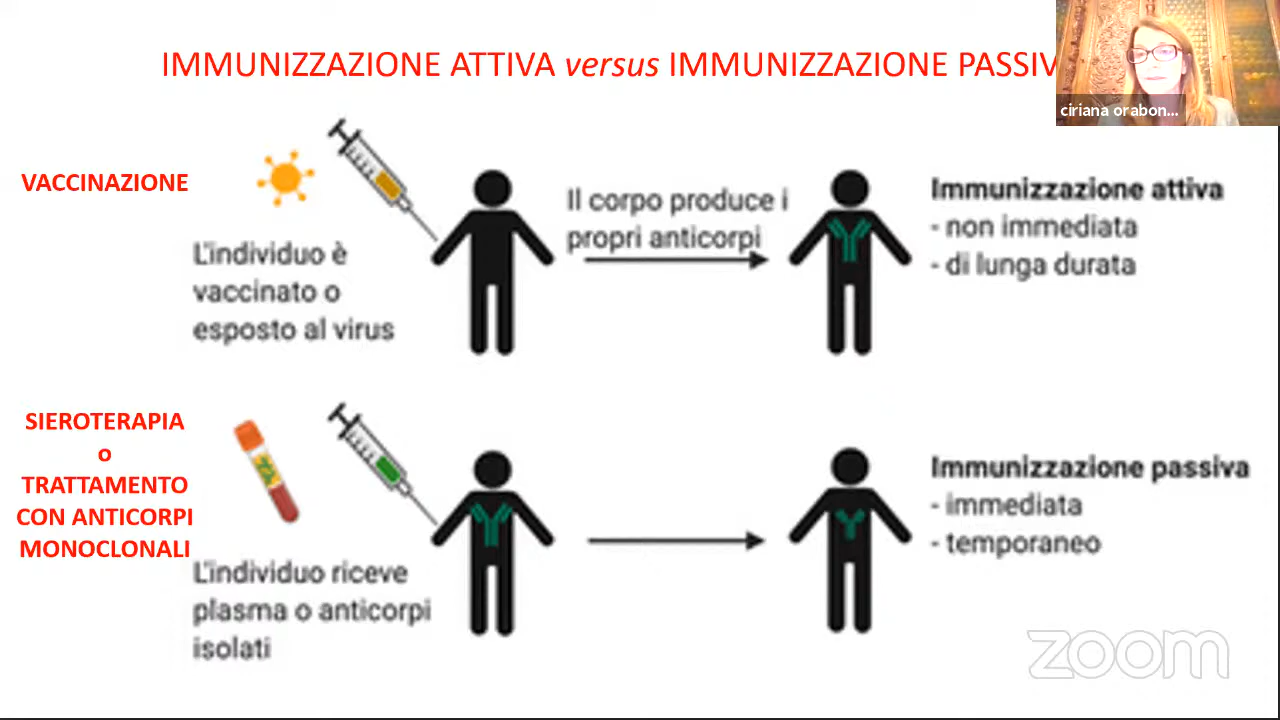 IMMUNIZZAZIONE ATTIVA versus IMMUNIZZAZIONE PASSIV
ciriana orabon...
VACCINAZIONE
L'individuo è
vaccinato o
esposto al virus
Il corpo produce i
propri anticorpi
Immunizzazione attiva
- non immediata
- di lunga durata
SIEROTERAPIA
o
TRATTAMENTO
CON ANTICORPI
MONOCLONALI
L'individuo riceve
plasma o anticorpi
isolati
Immunizzazione passiva
- immediata
- temporaneo
zoom